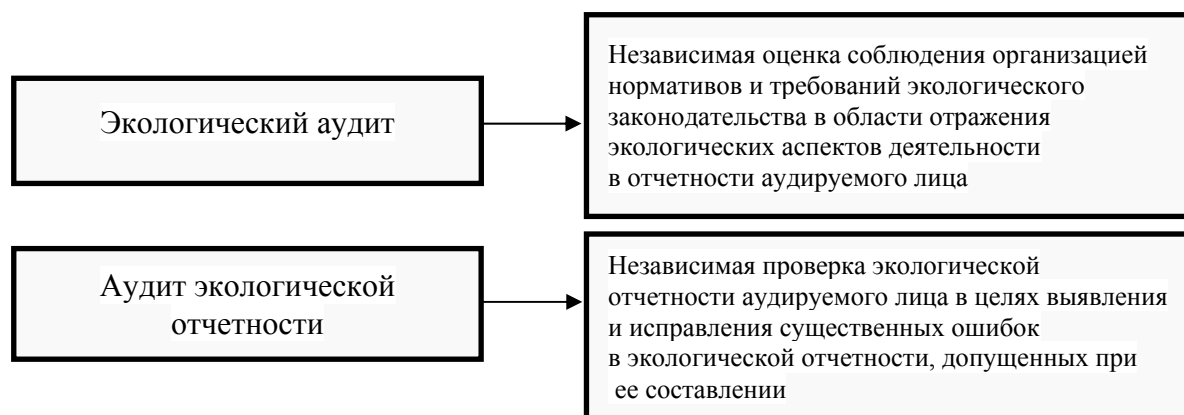 Экологический аудит
Независимая оценка соблюдения организацией
нормативов и требований экологического
законодательства в области отражения
экологических аспектов деятельности
в отчетности аудируемого лица
Аудит экологической
отчетности
Независимая проверка экологической
отчетности аудируемого лица в целях выявления
и исправления существенных ошибок
в экологической отчетности, допущенных при
ее составлении